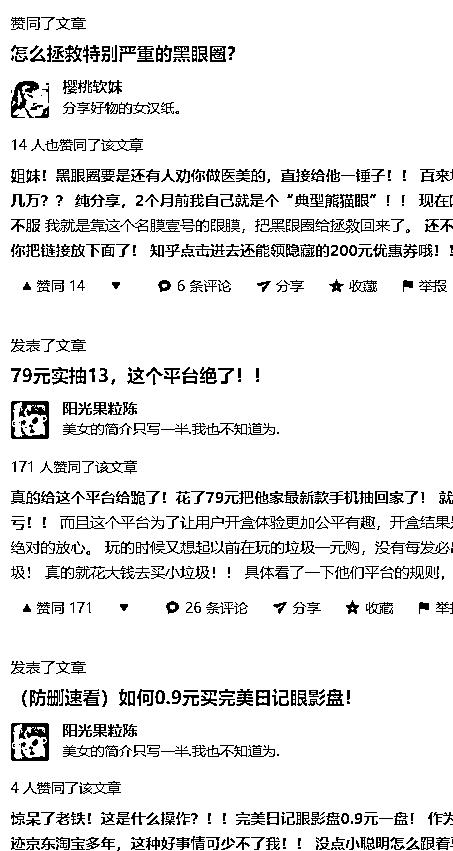 赞同了文章
怎么拯救特别严重的黑眼圈?
樱桃软妹
分享好物的女汉纸。
14 人也赞同了该文章
姐妹！黑眼圈要是还有人劝你做医美的，直接给他一锤子！！ 百来
几万？？ 纯分享，2个月前我自己就是个“典型熊猫眼”！！ 现在
不服 我就是靠这个名膜壹号的眼膜，把黑眼圈给拯救回来了。 还不
你把链接放下面了！ 知乎点击进去还能领隐藏的200元优惠券哦！
▲ 赞同 14 ▼ 6 条评论 分享 收藏 举报
发表了文章
79元实抽13，这个平台绝了！！
阳光果粒陈
美女的简介只写一半.我也不知道为.
171 人赞同了该文章
真的给这个平台给跪了！花了79元把他家最新款手机抽回家了！ 就
亏！！ 而且这个平台为了让用户开盒体验更加公平有趣，开盒结果
绝对的放心。 玩的时候又想起以前在玩的垃圾一元购，没有每发必
圾！ 真的就花大钱去买小垃圾！！ 具体看了一下他们平台的规则，
▲ 赞同 171 ▼ 26 条评论 分享 收藏 举
发表了文章
（防删速看）如何0.9元买完美日记眼影盘！
阳光果粒陈
美女的简介只写一半.我也不知道为.
4 人赞同了该文章
惊呆了老铁！这是什么操作？！！完美日记眼影盘0.9元一盘！ 作为
迹京东淘宝多年，这种好事情可少不了我！！ 没点小聪明怎么跟着